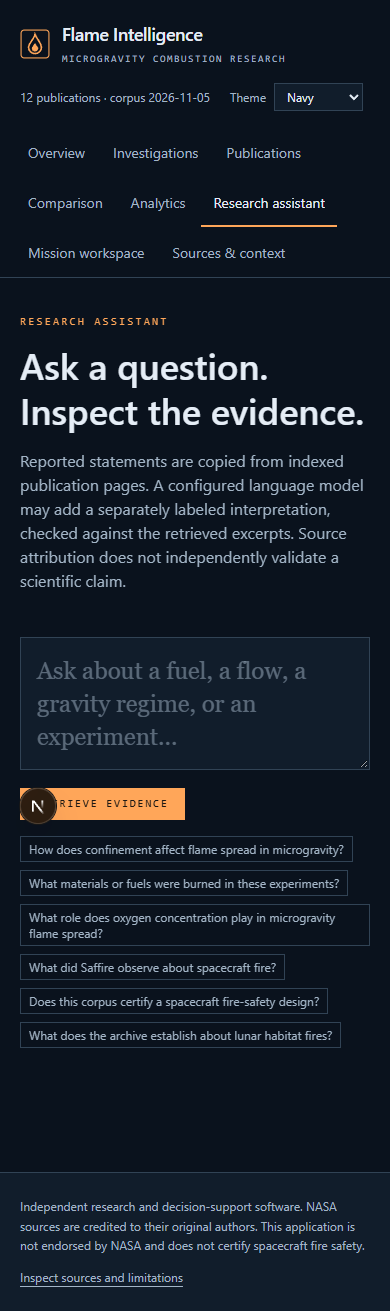 Flame Intelligence
MICROGRAVITY COMBUSTION RESEARCH
12 publications · corpus 2026-11-05 Theme Navy
Overview Investigations Publications
Comparison Analytics Research assistant
Mission workspace Sources & context
RESEARCH ASSISTANT
Ask a question.
Inspect the evidence.
Reported statements are copied from indexed
publication pages. A configured language model
may add a separately labeled interpretation,
checked against the retrieved excerpts. Source
attribution does not independently validate a
scientific claim.
Ask about a fuel, a flow, a
gravity regime, or an
experiment...
N RIEVE EVIDENCE
How does confinement affect flame spread in microgravity?
What materials or fuels were burned in these experiments?
What role does oxygen concentration play in microgravity
flame spread?
What did Saffire observe about spacecraft fire?
Does this corpus certify a spacecraft fire-safety design?
What does the archive establish about lunar habitat fires?
Independent research and decision-support software. NASA
sources are credited to their original authors. This application is
not endorsed by NASA and does not certify spacecraft fire safety.
Inspect sources and limitations